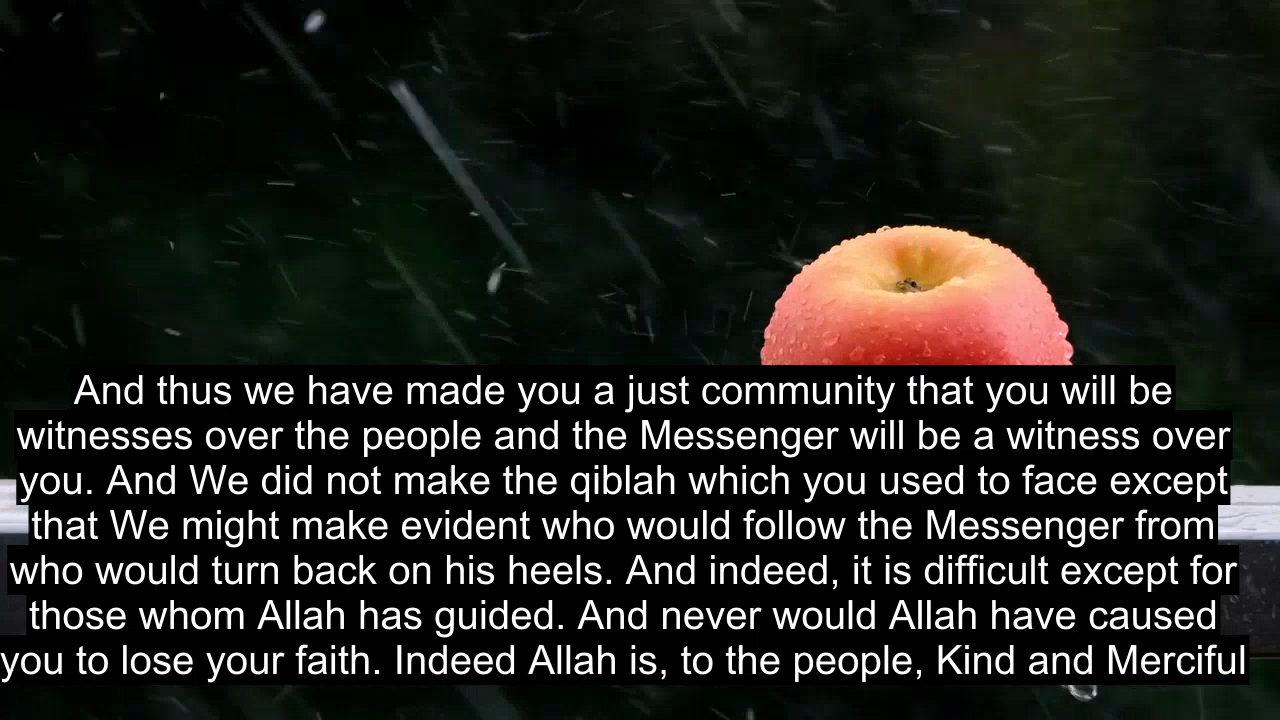 And thus we have made you a just community that you will be
witnesses over the people and the Messenger will be a witness over
you. And We did not make the qiblah which you used to face except
that We might make evident who would follow the Messenger from
who would turn back on his heels. And indeed, it is difficult except for
those whom Allah has guided. And never would Allah have caused
you to lose your faith. Indeed Allah is, to the people, Kind and Merciful